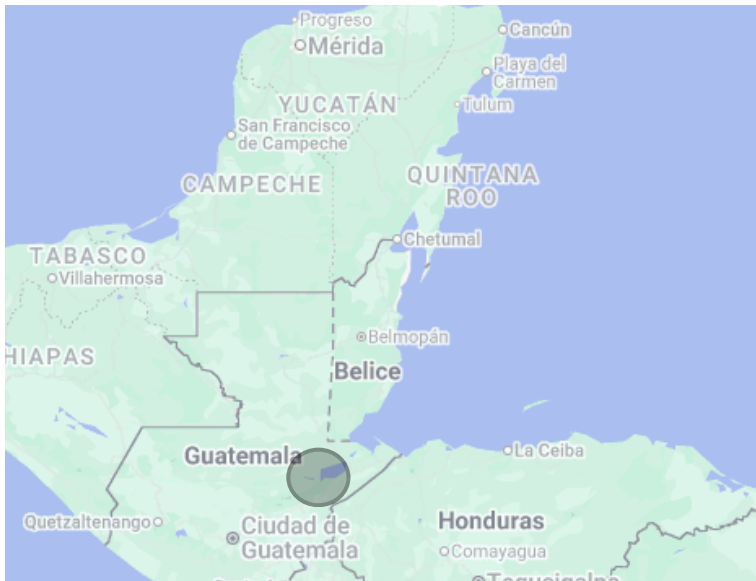 Progreso
Cancún
Mérida
Playa del
Carmen
YUCATÁN
Tulum
San Francisco
de Campeche
QUINTANA
ROO
CAMPECHE
Chetumal
TABASCO
Villahermosa
Belmopán
HIAPAS
Belice
Guatemala
La Ceiba
Quetzaltenango
Ciudad de
Guatemala
Honduras
Comayagua
Tegucigalpa